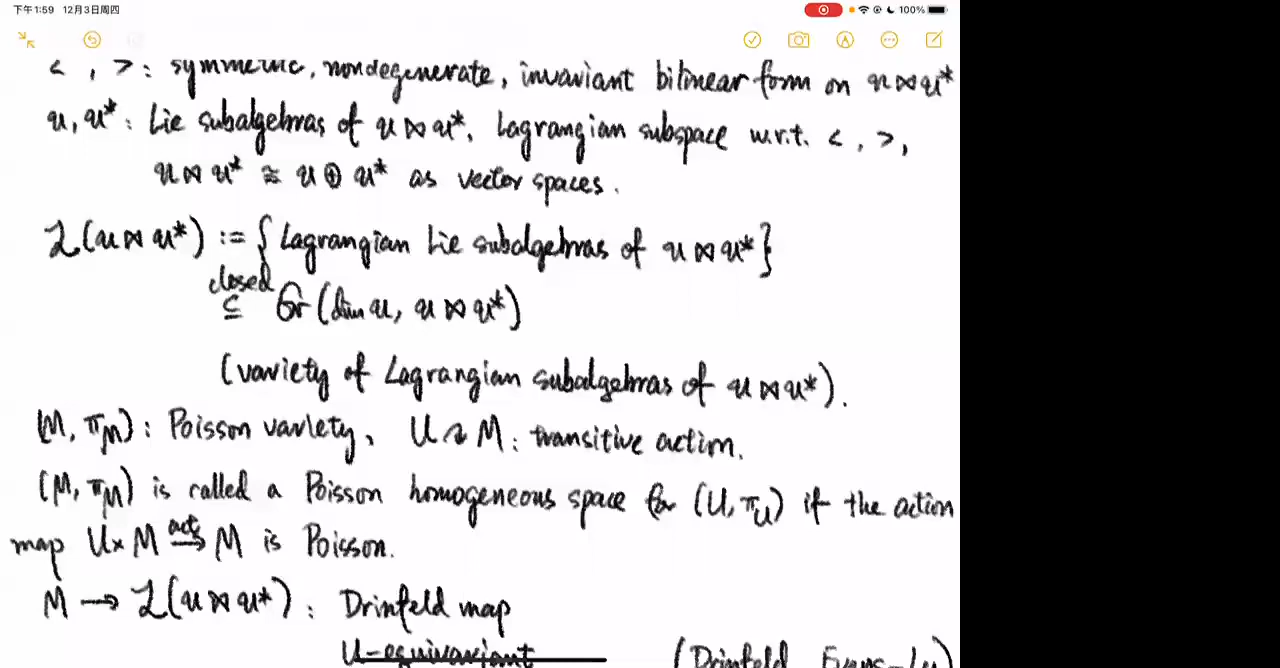 下午1:59 12月3日周四
100%
< , > : symmetric, nondegenerate, invariant bilinear form on 𝔲 ⋈ 𝔲*
𝔲, 𝔲* : Lie subalgebras of 𝔲 ⋈ 𝔲*, Lagrangian subspace w.r.t. < , >,
𝔲 ⋈ 𝔲* ≅ 𝔲 ⊕ 𝔲* as vector spaces.
ℒ(𝔲 ⋈ 𝔲*) := { Lagrangian Lie subalgebras of 𝔲 ⋈ 𝔲* }
closed
⊆ Gr(dim 𝔲, 𝔲 ⋈ 𝔲*)
(variety of Lagrangian subalgebras of 𝔲 ⋈ 𝔲*).
(M, π_M) : Poisson variety, U ↷ M : transitive action.
(M, π_M) is called a Poisson homogeneous space for (U, π_U) if the action
map U × M act→ M is Poisson.
M → ℒ(𝔲 ⋈ 𝔲*) : Drinfeld map
U-equivariant (Drinfeld, Evens-Lu)